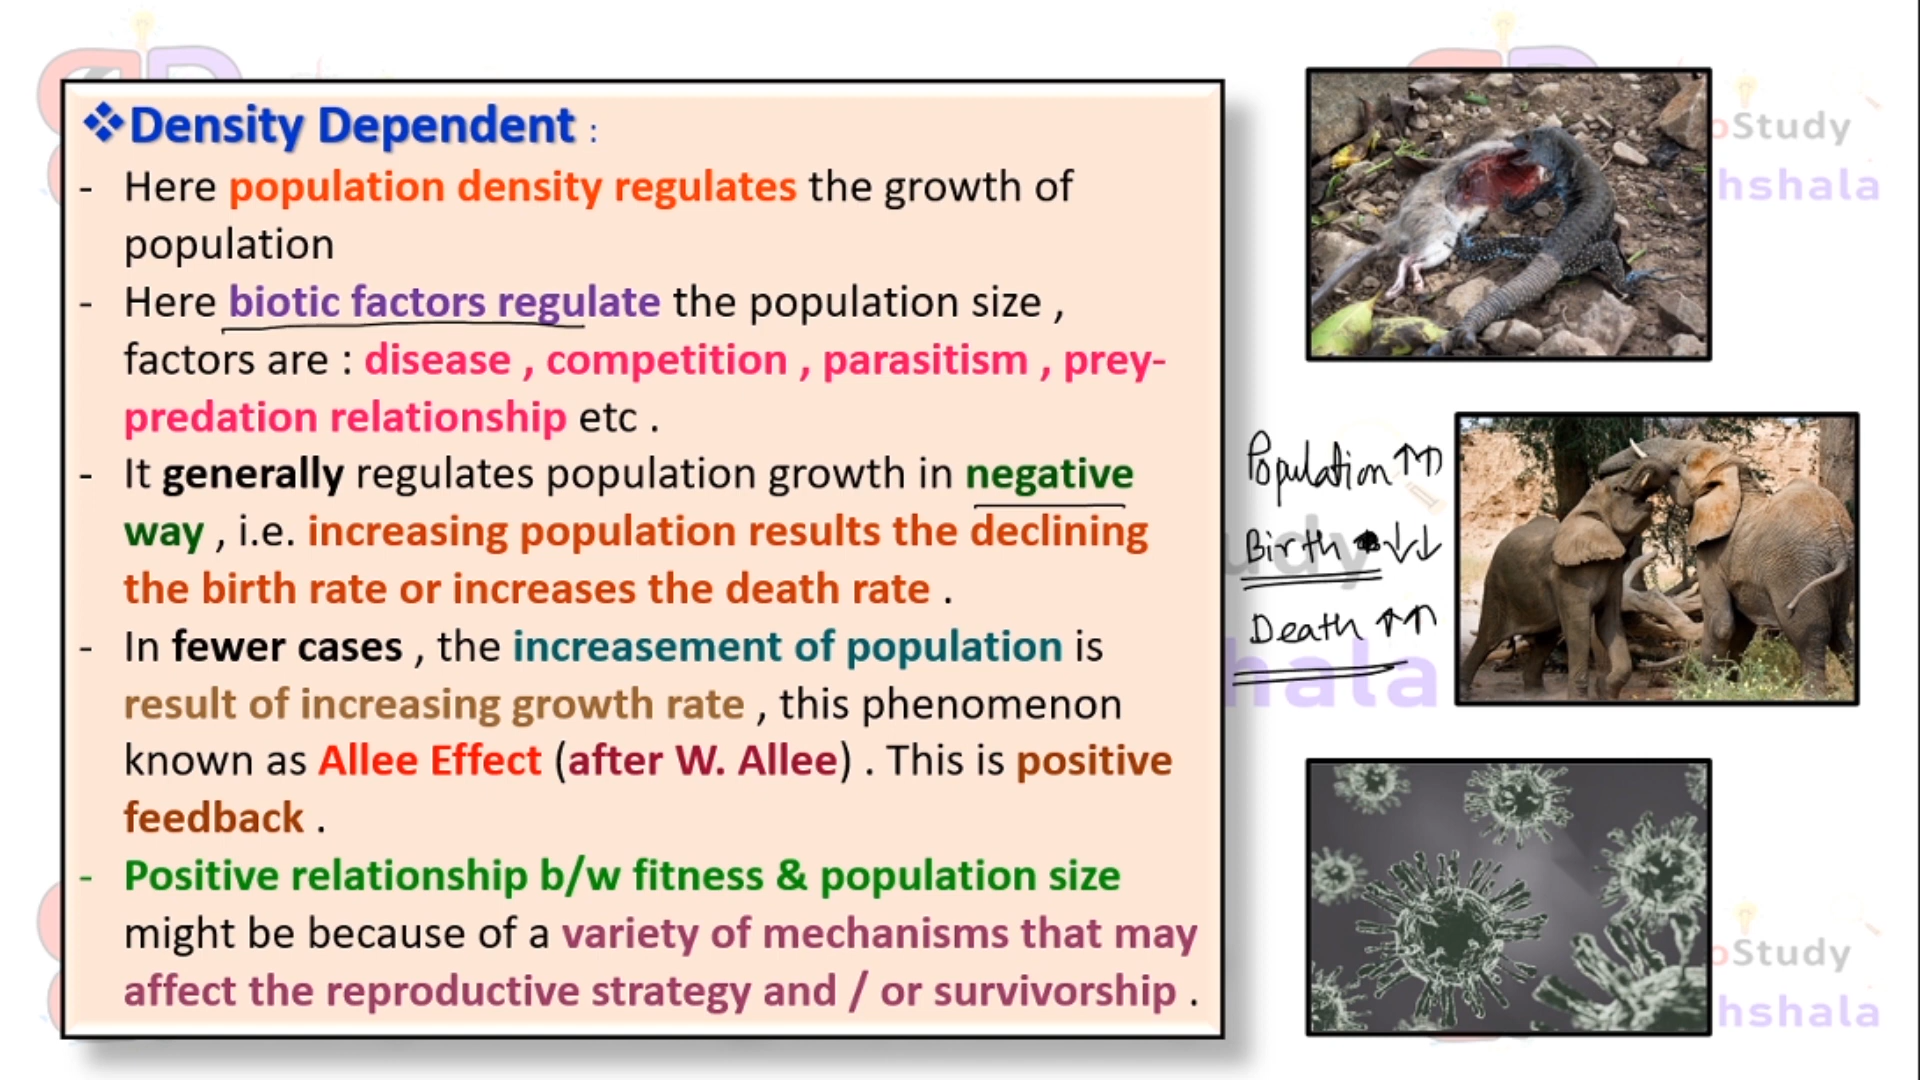 ❖Density Dependent :
- Here population density regulates the growth of
population
- Here biotic factors regulate the population size ,
factors are : disease , competition , parasitism , prey-
predation relationship etc .
- It generally regulates population growth in negative
way , i.e. increasing population results the declining
the birth rate or increases the death rate .
- In fewer cases , the increasement of population is
result of increasing growth rate , this phenomenon
known as Allee Effect (after W. Allee) . This is positive
feedback .
- Positive relationship b/w fitness & population size
might be because of a variety of mechanisms that may
affect the reproductive strategy and / or survivorship .
Population ↑↑
Birth ↓↓
Death ↑↑
oStudy
hshala
udy
hala
oStudy
hshala